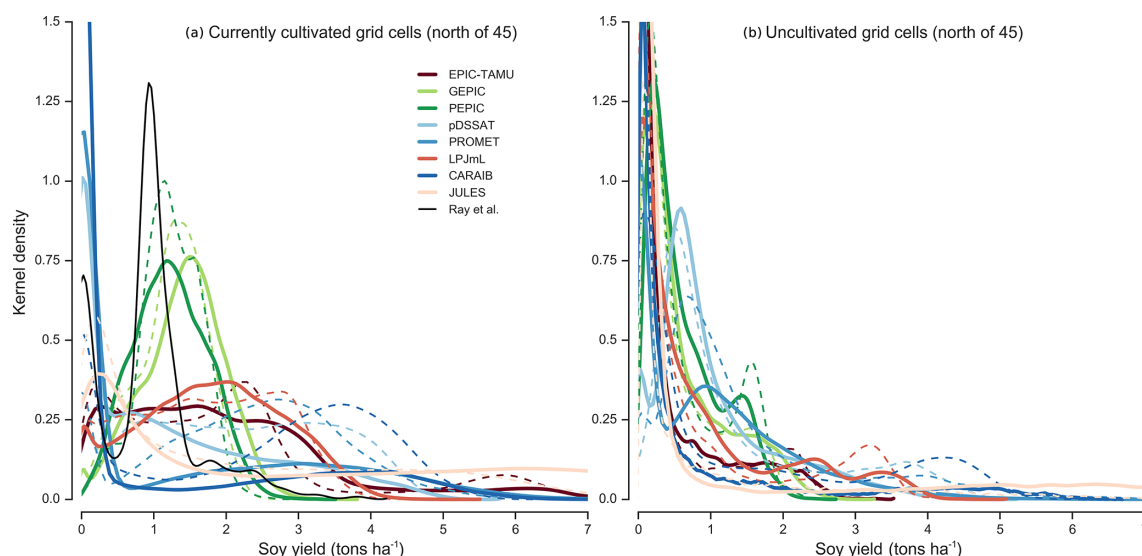 (a) Currently cultivated grid cells (north of 45)
(b) Uncultivated grid cells (north of 45)
1.5
1.25
1.0
0.75
0.5
0.25
0.0
Kernel density
EPIC-TAMU
GEPIC
PEPIC
pDSSAT
PROMET
LPJmL
CARAIB
JULES
Ray et al.
0 1 2 3 4 5 6 7
Soy yield (tons ha⁻¹)
1.5
1.25
1.0
0.75
0.5
0.25
0.0
0 1 2 3 4 5 6
Soy yield (tons ha⁻¹)